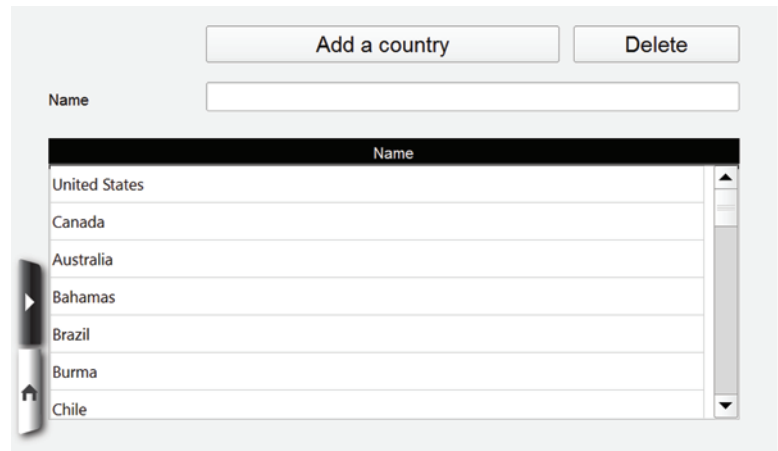 Add a country Delete
Name
Name
United States
Canada
Australia
Bahamas
Brazil
Burma
Chile